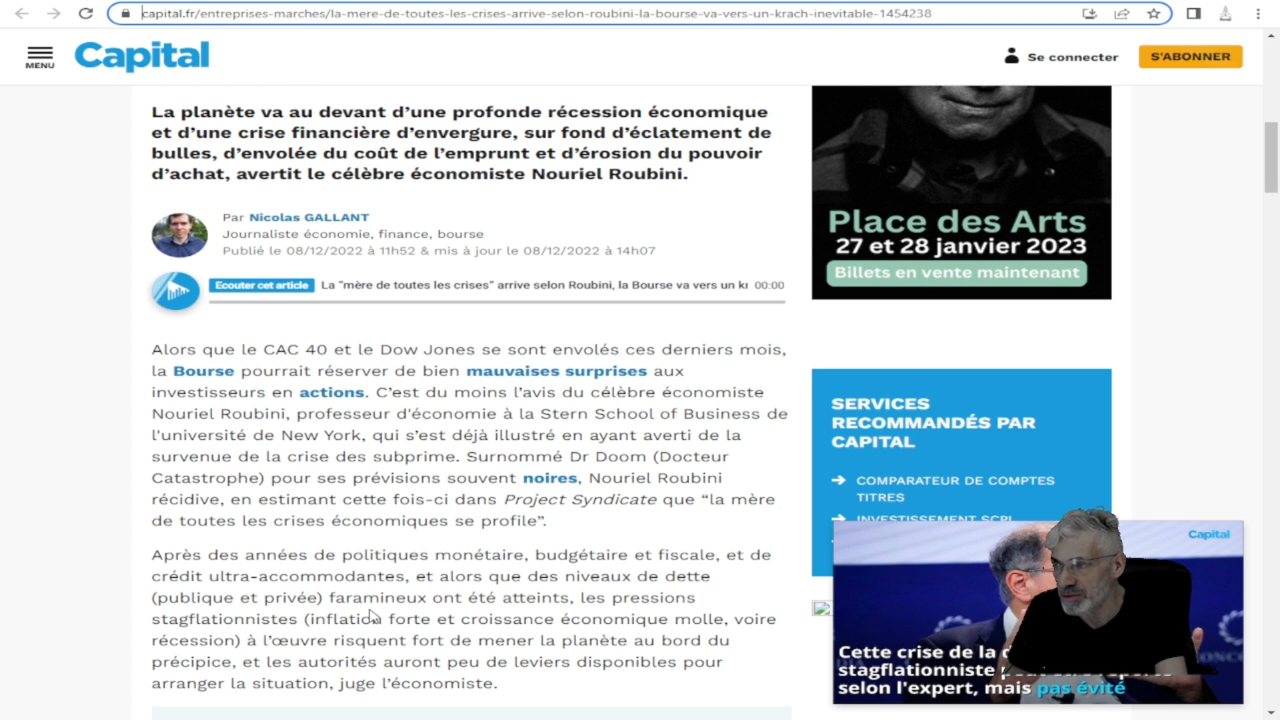 capital.fr/entreprises-marches/la-mere-de-toutes-les-crises-arrive-selon-roubini-la-bourse-va-vers-un-krach-inevitable-1454238
MENU
Capital
Se connecter
S'ABONNER
La planète va au devant d’une profonde récession économique
et d’une crise financière d’envergure, sur fond d’éclatement de
bulles, d’envolée du coût de l’emprunt et d’érosion du pouvoir
d’achat, avertit le célèbre économiste Nouriel Roubini.
Par Nicolas GALLANT
Journaliste économie, finance, bourse
Publié le 08/12/2022 à 11h52 & mis à jour le 08/12/2022 à 14h07
Ecouter cet article
La "mère de toutes les crises" arrive selon Roubini, la Bourse va vers un
00:00
Alors que le CAC 40 et le Dow Jones se sont envolés ces derniers mois,
la Bourse pourrait réserver de bien mauvaises surprises aux
investisseurs en actions. C’est du moins l’avis du célèbre économiste
Nouriel Roubini, professeur d'économie à la Stern School of Business de
l'université de New York, qui s’est déjà illustré en ayant averti de la
survenue de la crise des subprime. Surnommé Dr Doom (Docteur
Catastrophe) pour ses prévisions souvent noires, Nouriel Roubini
récidive, en estimant cette fois-ci dans Project Syndicate que “la mère
de toutes les crises économiques se profile”.
Après des années de politiques monétaire, budgétaire et fiscale, et de
crédit ultra-accommodantes, et alors que des niveaux de dette
(publique et privée) faramineux ont été atteints, les pressions
stagflationnistes (inflation forte et croissance économique molle, voire
récession) à l’œuvre risquent fort de mener la planète au bord du
précipice, et les autorités auront peu de leviers disponibles pour
arranger la situation, juge l’économiste.
Place des Arts
27 et 28 janvier 2023
Billets en vente maintenant
SERVICES
RECOMMANDÉS PAR
CAPITAL
COMPARATEUR DE COMPTES
TITRES
INVESTISSEMENT SCPI
Capital
Cette crise de la
stagflationniste
selon l'expert, mais pas évité